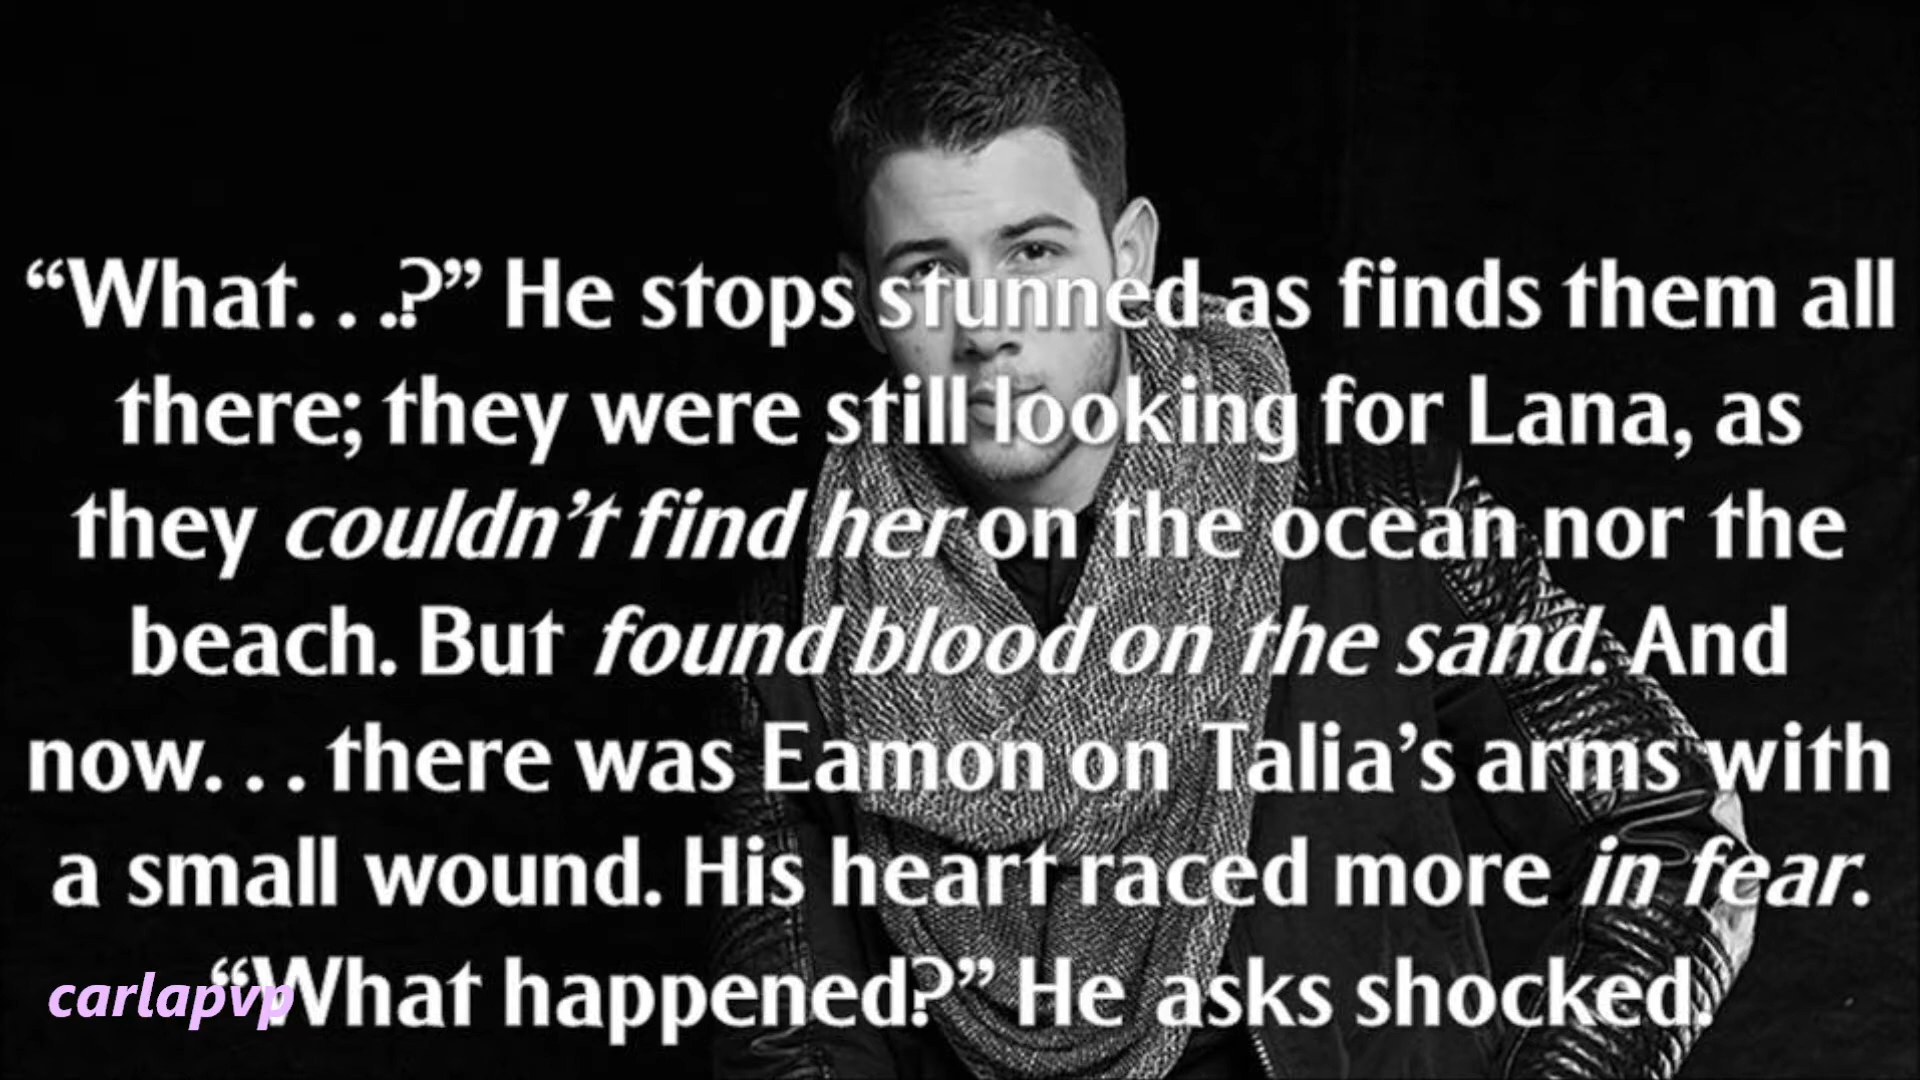 “What. . .?” He stops stunned as finds them all
there; they were still looking for Lana, as
they couldn’t find her on the ocean nor the
beach. But found blood on the sand. And
now. . . there was Eamon on Talia’s arms with
a small wound. His heart raced more in fear.
“What happened?” He asks shocked.
carlapvp